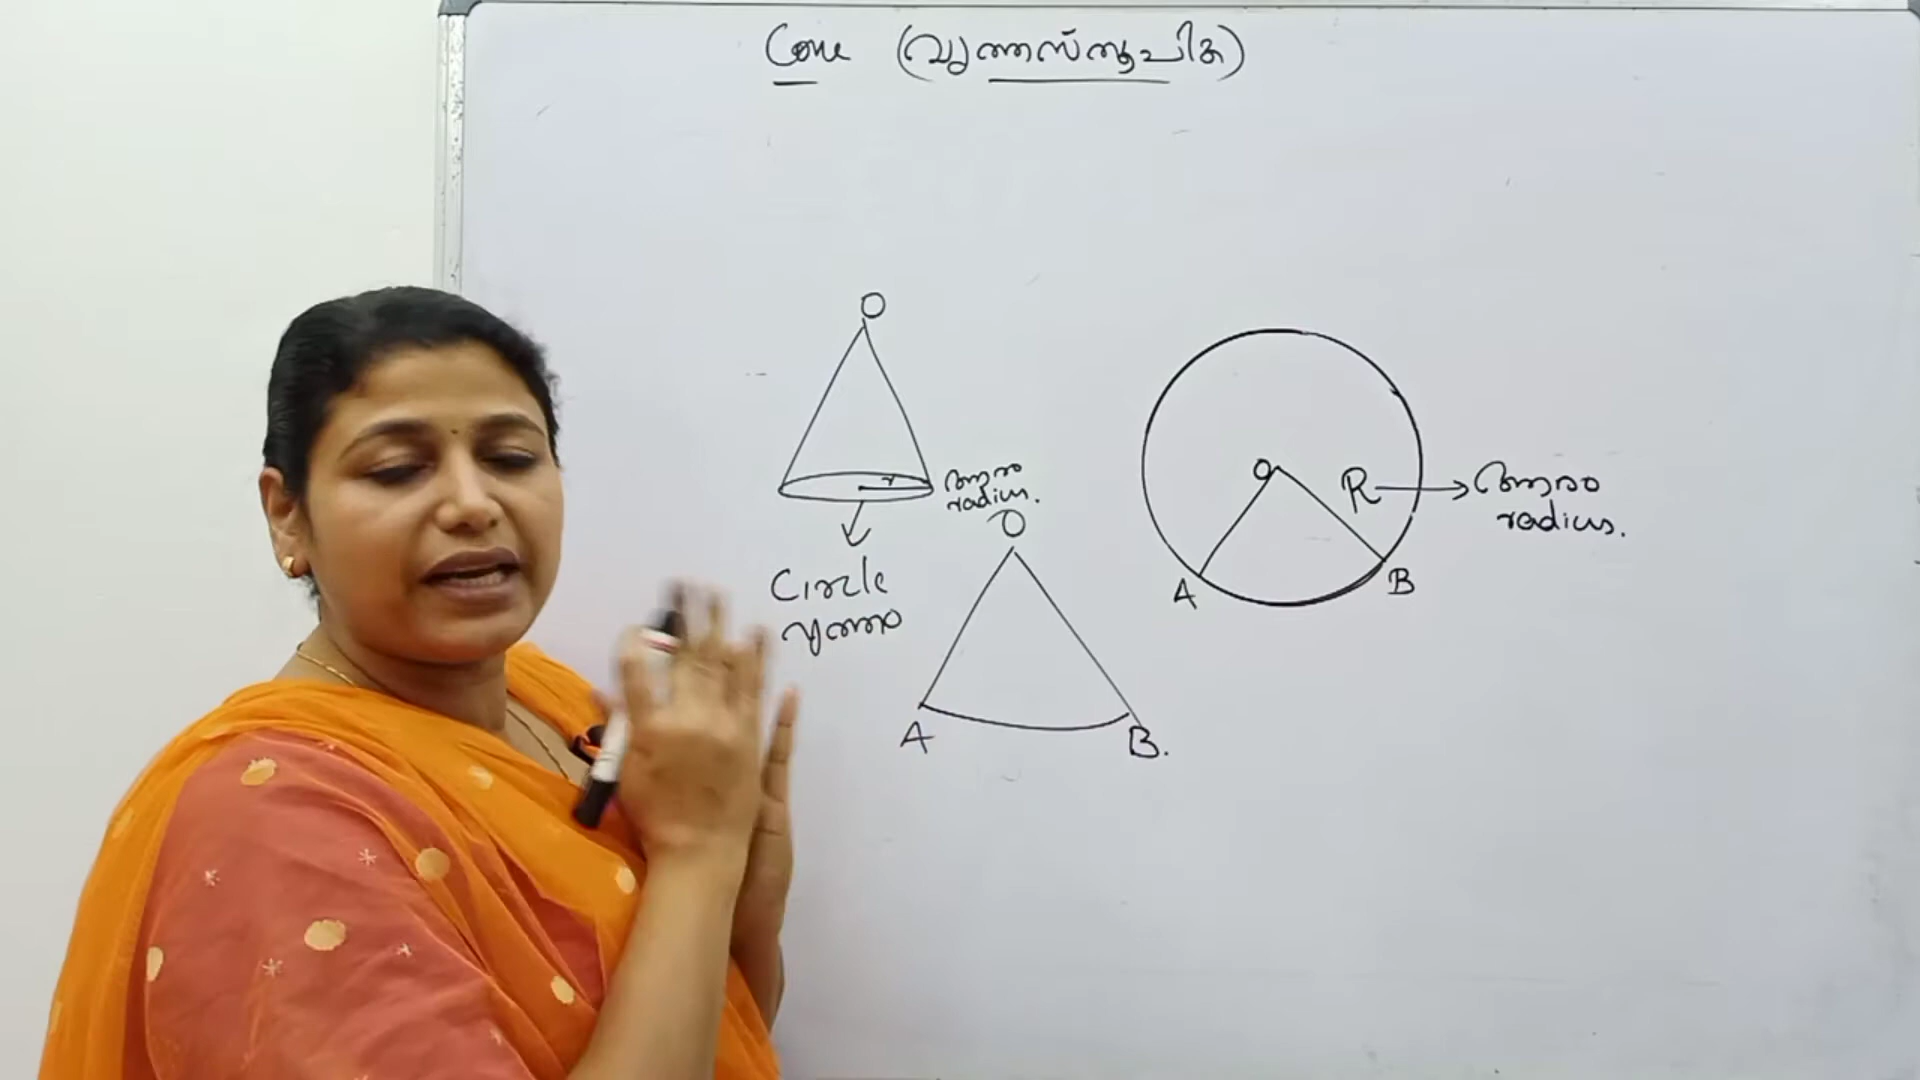 Cone (വൃത്തസ്തൂപിക)
O
r
ആരം
radius.
Circle
വൃത്തം
O
A
B.
O
R → ആരം
radius.
A
B